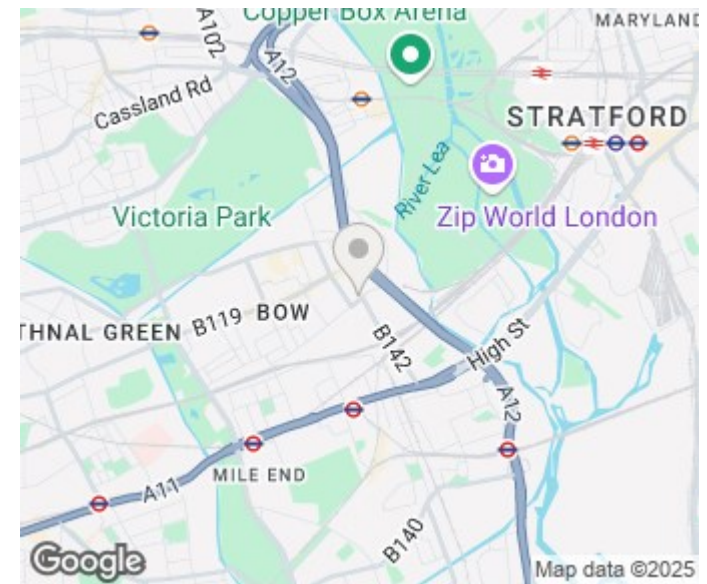 Copper Box Arena
MARYLAND
A102
A12
Cassland Rd
STRATFORD
River Lea
Victoria Park
Zip World London
THNAL GREEN
B119
BOW
B142
High St
A12
MILE END
A11
B140
Google
Map data ©2025